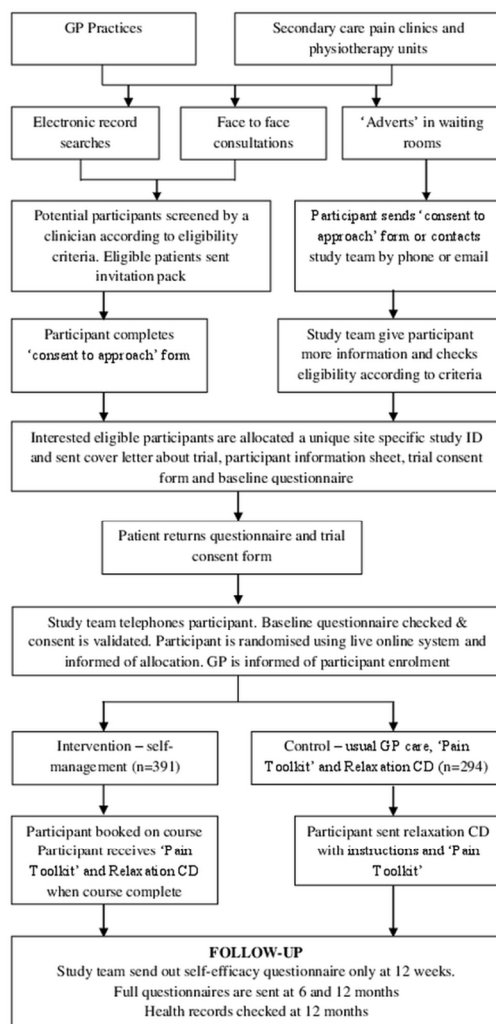 GP Practices
Secondary care pain clinics and
physiotherapy units
Electronic record
searches
Face to face
consultations
‘Adverts’ in waiting
rooms
Potential participants screened by a
clinician according to eligibility
criteria. Eligible patients sent
invitation pack
Participant sends ‘consent to
approach’ form or contacts
study team by phone or email
Participant completes
‘consent to approach’ form
Study team give participant
more information and checks
eligibility according to criteria
Interested eligible participants are allocated a unique site specific study ID
and sent cover letter about trial, participant information sheet, trial consent
form and baseline questionnaire
Patient returns questionnaire and trial
consent form
Study team telephones participant. Baseline questionnaire checked &
consent is validated. Participant is randomised using live online system and
informed of allocation. GP is informed of participant enrolment
Intervention – self-
management (n=391)
Control – usual GP care, ‘Pain
Toolkit’ and Relaxation CD (n=294)
Participant booked on course
Participant receives ‘Pain
Toolkit’ and Relaxation CD
when course complete
Participant sent relaxation CD
with instructions and ‘Pain
Toolkit’
FOLLOW-UP
Study team send out self-efficacy questionnaire only at 12 weeks.
Full questionnaires are sent at 6 and 12 months
Health records checked at 12 months